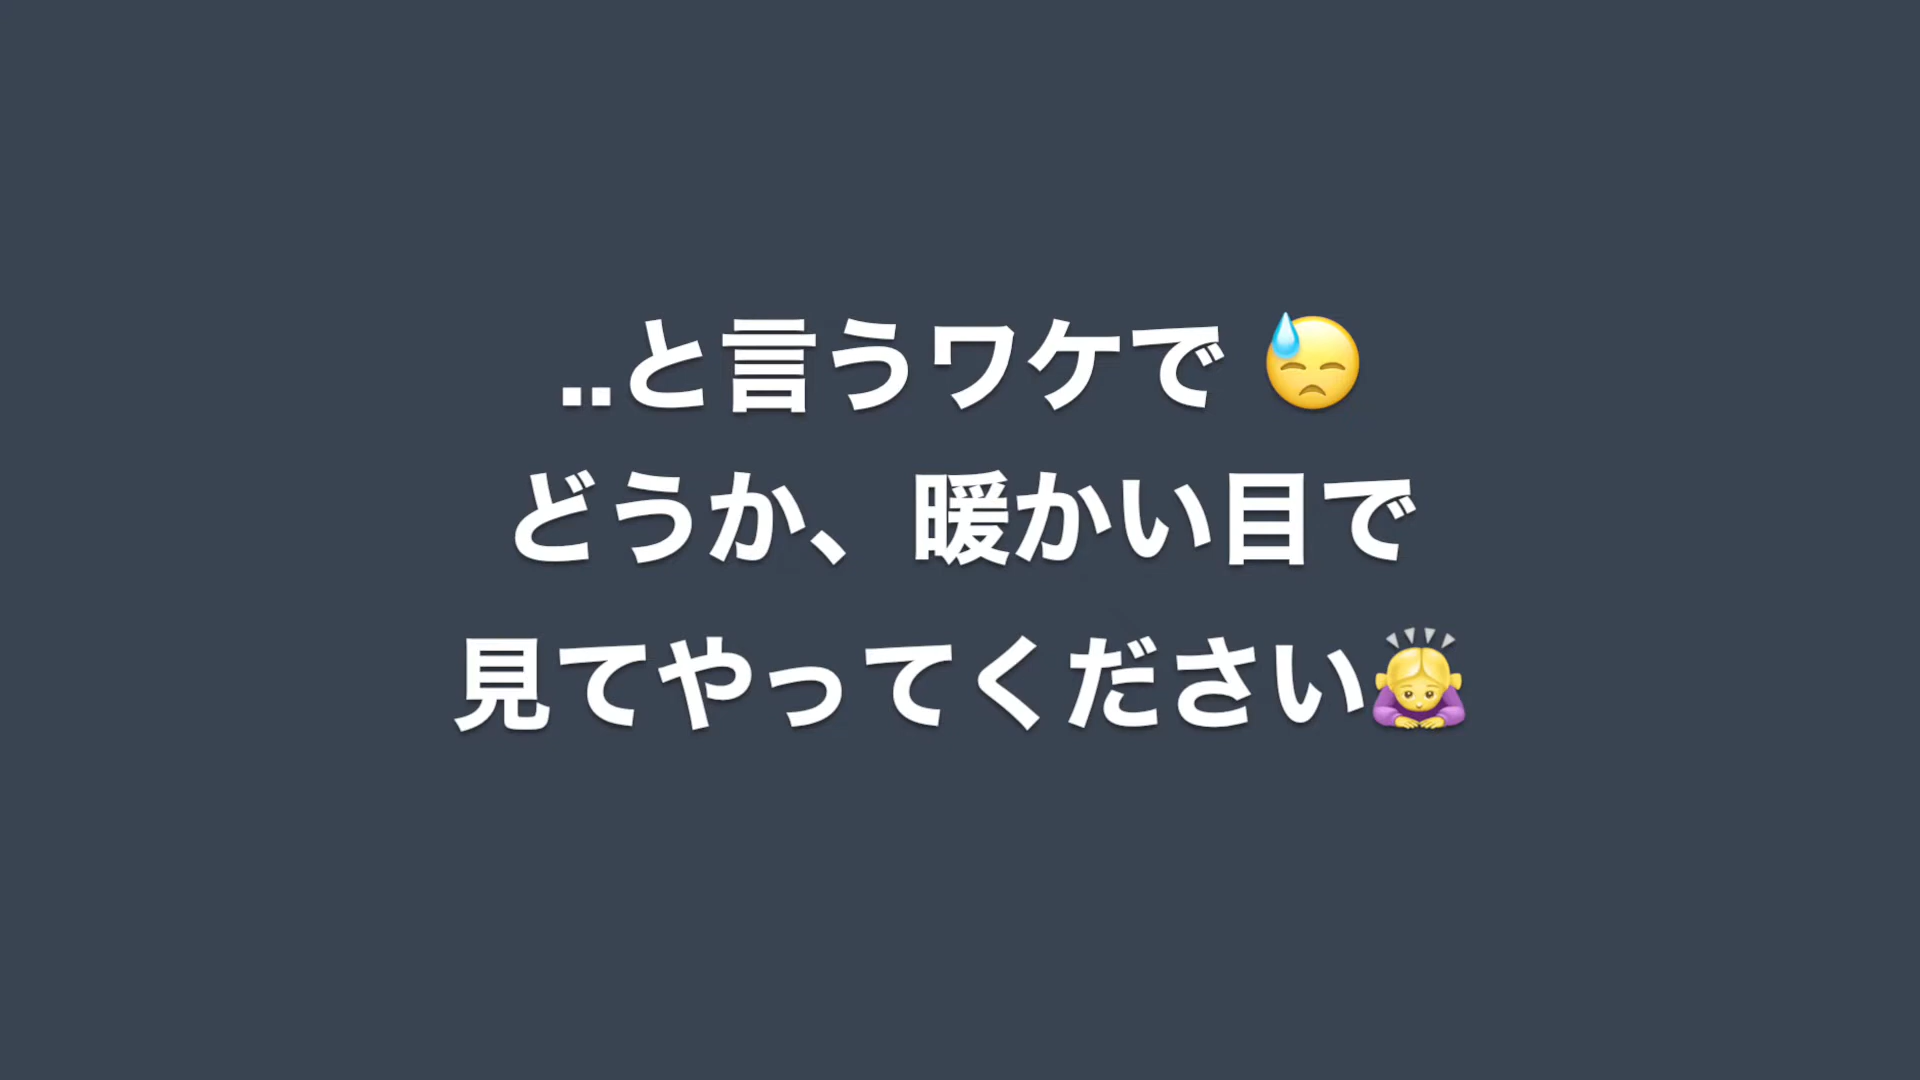 ..と言うワケで 😓
どうか、暖かい目で
見てやってください🙇‍♀️